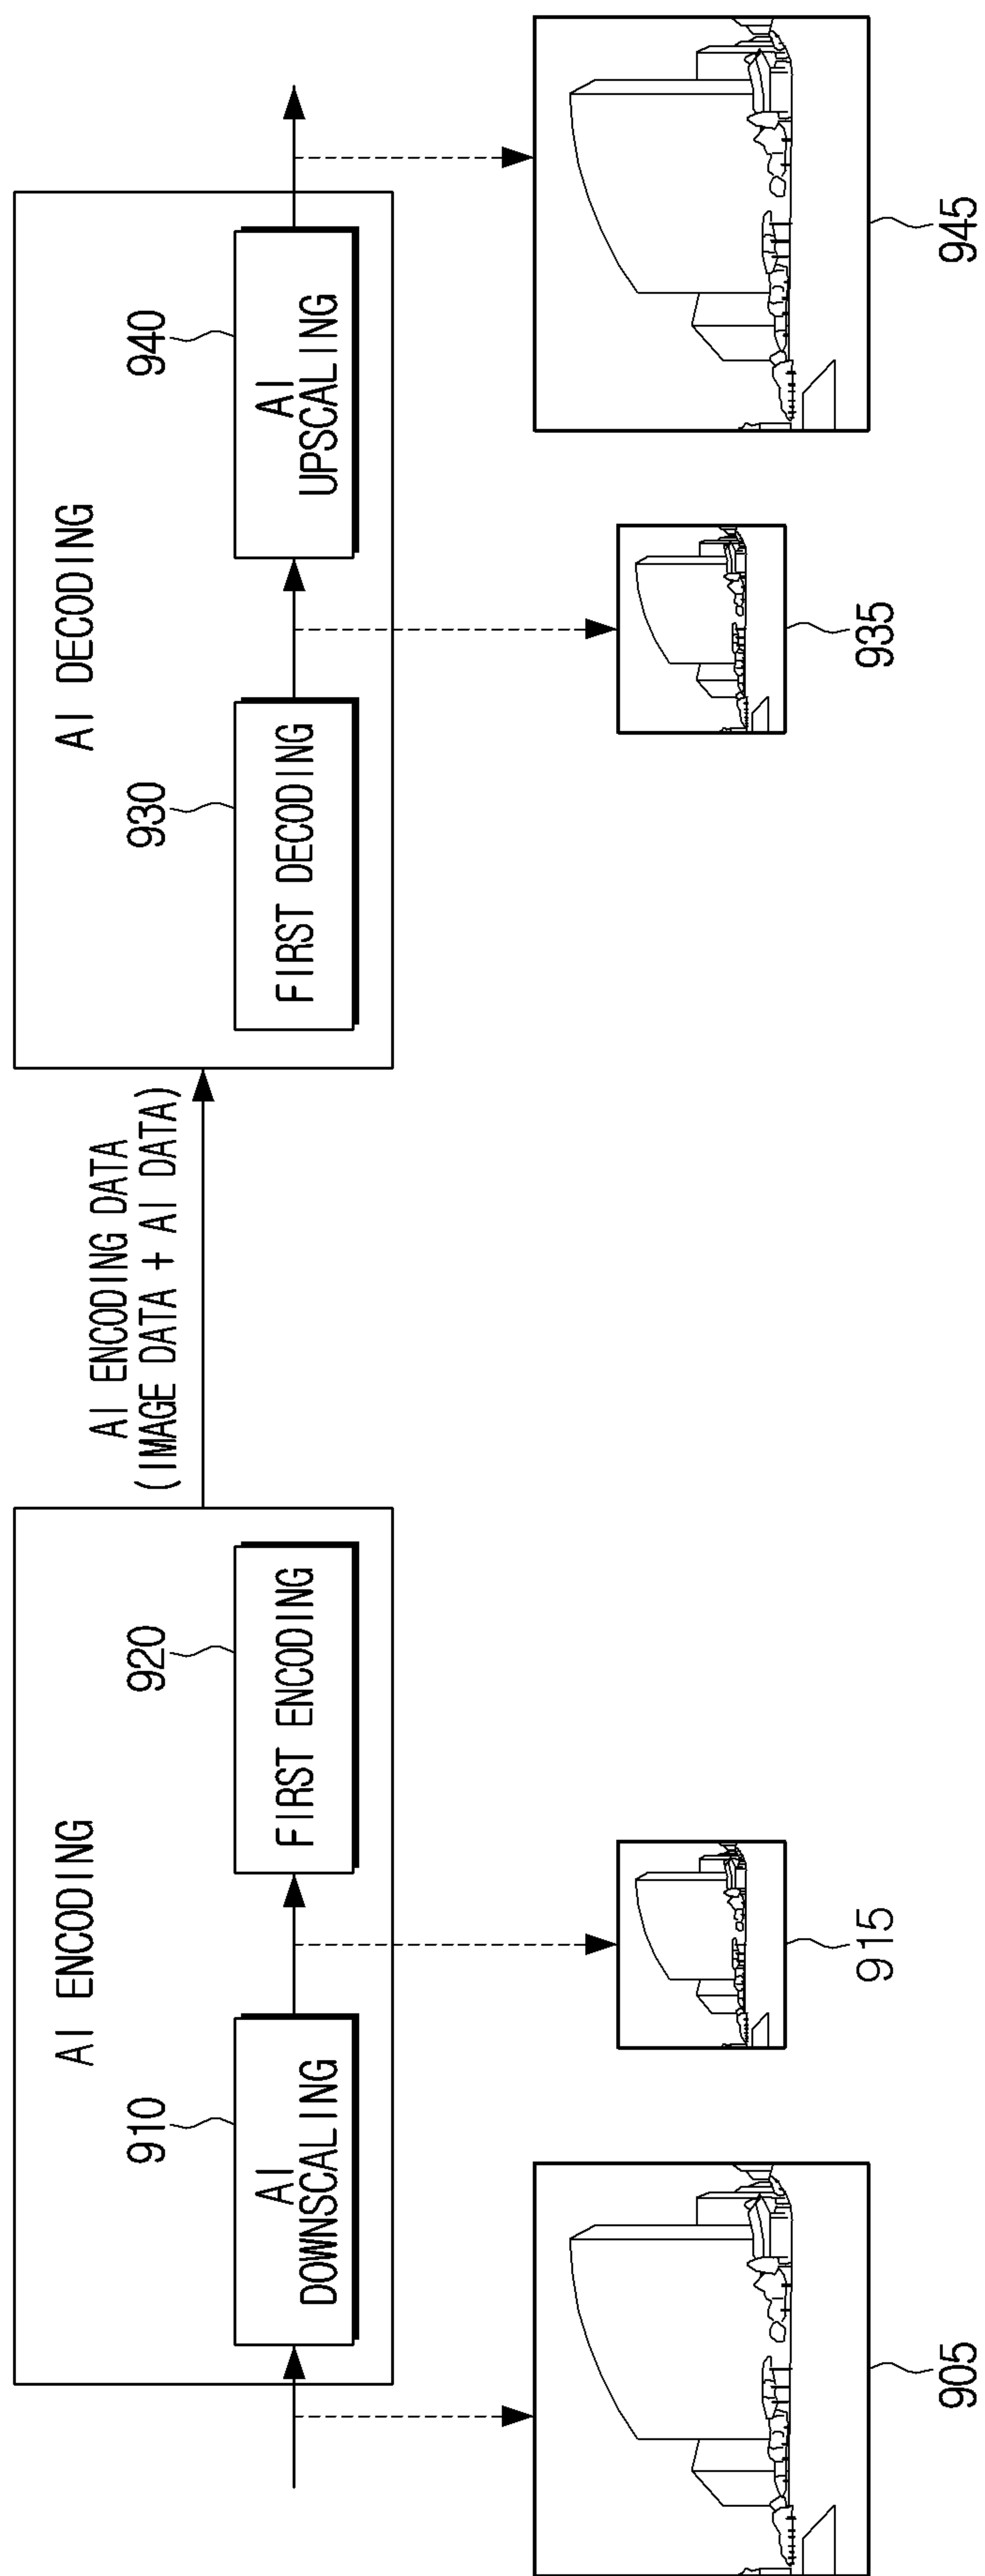 AI ENCODING
910
AI
DOWNSCALING
920
FIRST ENCODING
AI ENCODING DATA
(IMAGE DATA + AI DATA)
AI DECODING
930
FIRST DECODING
940
AI
UPSCALING
905
915
935
945